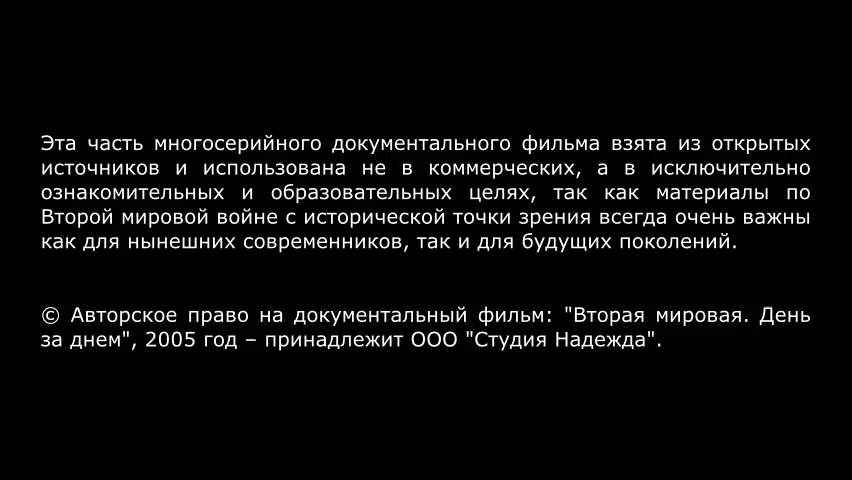 Эта часть многосерийного документального фильма взята из открытых
источников и использована не в коммерческих, а в исключительно
ознакомительных и образовательных целях, так как материалы по
Второй мировой войне с исторической точки зрения всегда очень важны
как для нынешних современников, так и для будущих поколений.
© Авторское право на документальный фильм: "Вторая мировая. День
за днем", 2005 год – принадлежит ООО "Студия Надежда".